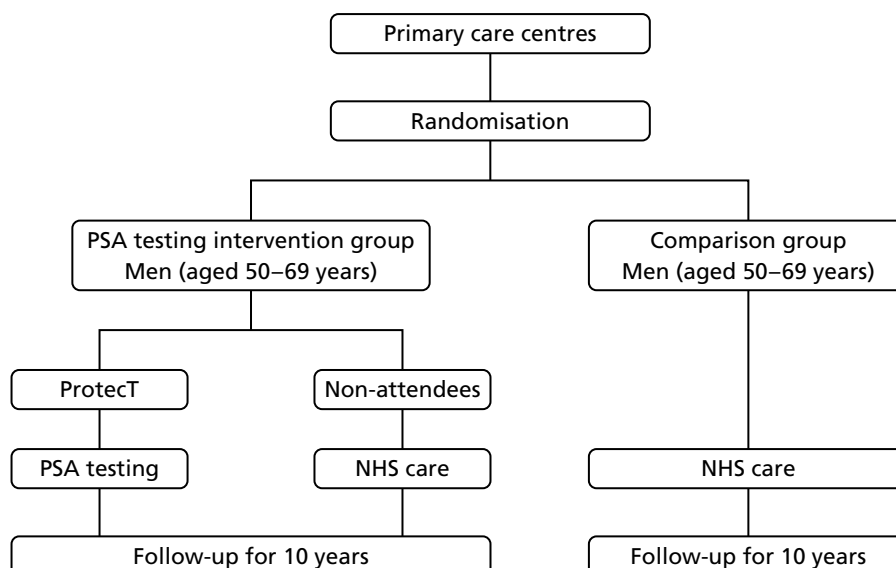 Primary care centres
Randomisation
PSA testing intervention group
Men (aged 50–69 years)
Comparison group
Men (aged 50–69 years)
ProtecT
Non-attendees
PSA testing
NHS care
NHS care
Follow-up for 10 years
Follow-up for 10 years